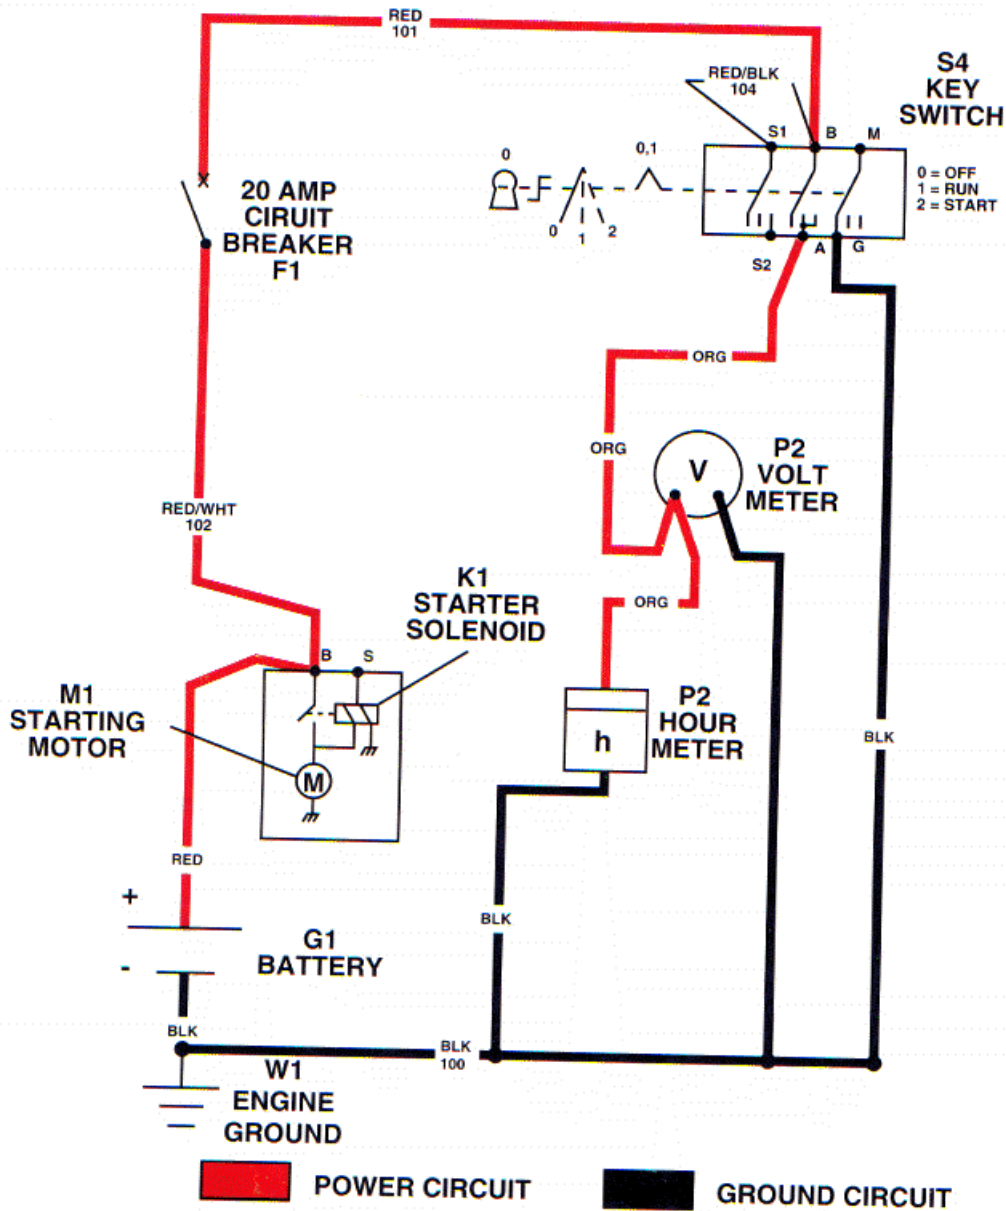 RED
101
S4
KEY
SWITCH
RED/BLK
104
S1
B
M
0 = OFF
1 = RUN
2 = START
0
0,1
0
1
2
S2
A
G
20 AMP
CIRUIT
BREAKER
F1
ORG
ORG
P2
VOLT
METER
V
RED/WHT
102
K1
STARTER
SOLENOID
ORG
B
S
M1
STARTING
MOTOR
M
P2
HOUR
METER
h
BLK
RED
+
-
G1
BATTERY
BLK
BLK
BLK
100
W1
ENGINE
GROUND
POWER CIRCUIT
GROUND CIRCUIT